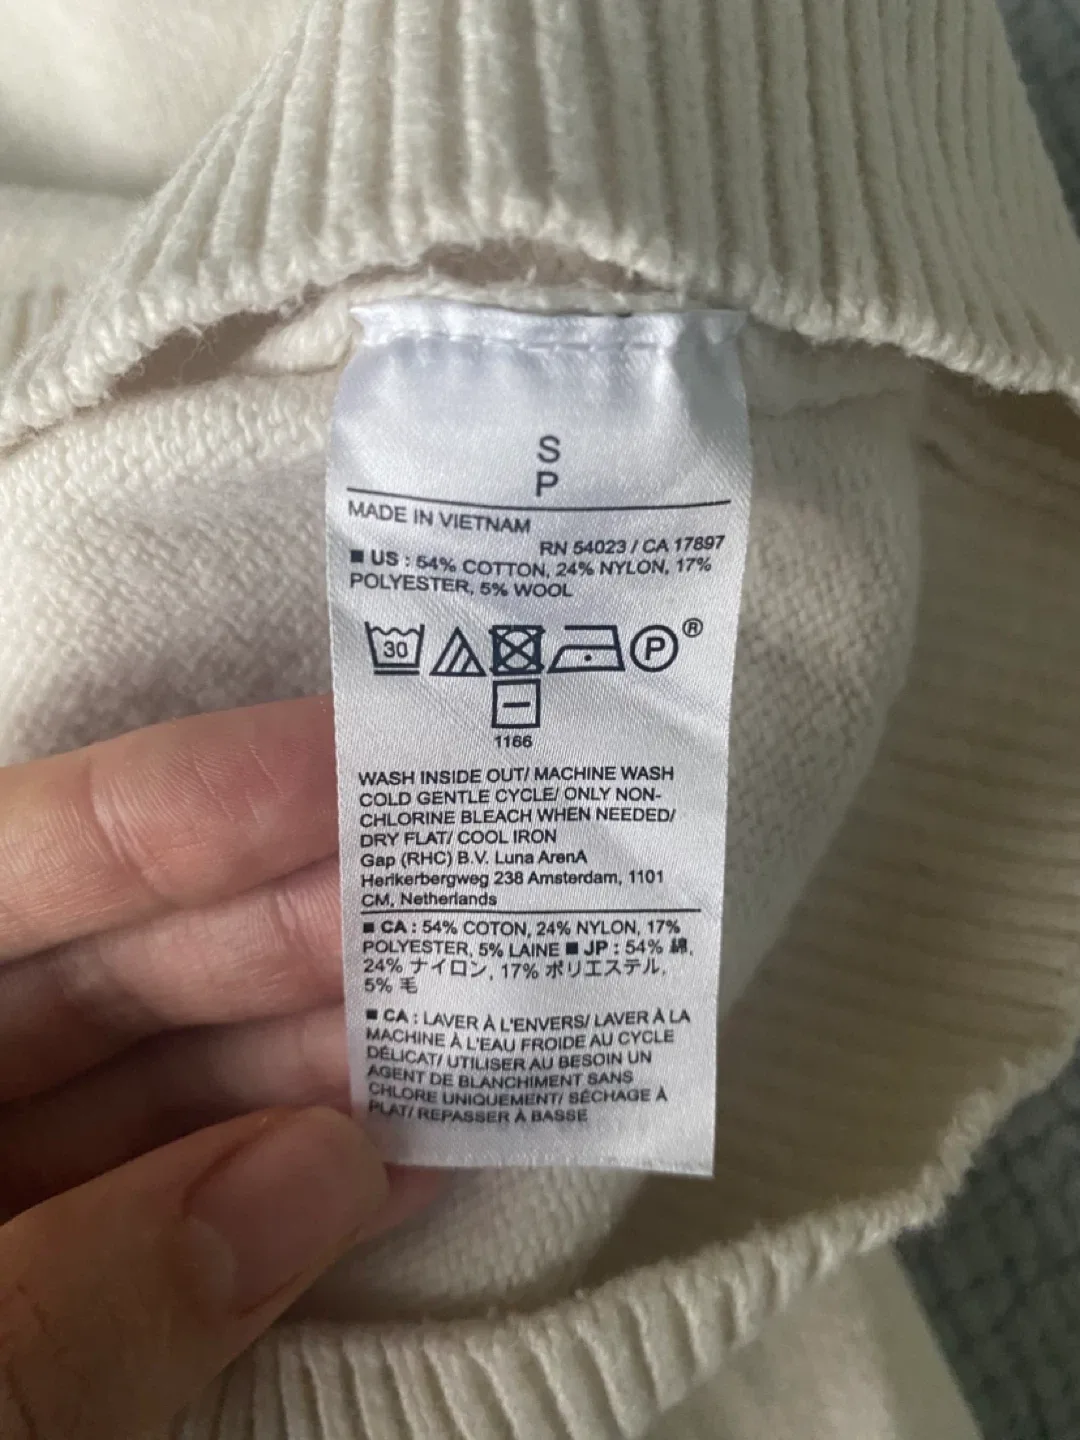 S
P
MADE IN VIETNAM
RN 54023 / CA 17897
■ US : 54% COTTON, 24% NYLON, 17%
POLYESTER, 5% WOOL
30
P®
1166
WASH INSIDE OUT/ MACHINE WASH
COLD GENTLE CYCLE/ ONLY NON-
CHLORINE BLEACH WHEN NEEDED/
DRY FLAT/ COOL IRON
Gap (RHC) B.V. Luna ArenA
Herikerbergweg 238 Amsterdam, 1101
CM, Netherlands
■ CA : 54% COTON, 24% NYLON, 17%
POLYESTER, 5% LAINE ■ JP : 54% 綿,
24% ナイロン, 17% ポリエステル,
5% 毛
■ CA : LAVER À L'ENVERS/ LAVER À LA
MACHINE À L'EAU FROIDE AU CYCLE
DÉLICAT/ UTILISER AU BESOIN UN
AGENT DE BLANCHIMENT SANS
CHLORE UNIQUEMENT/ SÉCHAGE À
PLAT/ REPASSER À BASSE